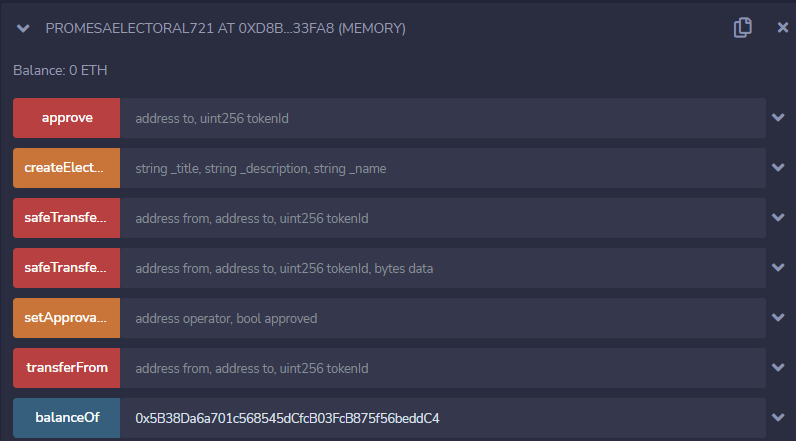 PROMESAELECTORAL721 AT 0XD8B...33FA8 (MEMORY)
Balance: 0 ETH
approve address to, uint256 tokenId
createElect... string _title, string _description, string _name
safeTransfe... address from, address to, uint256 tokenId
safeTransfe... address from, address to, uint256 tokenId, bytes data
setApprova... address operator, bool approved
transferFrom address from, address to, uint256 tokenId
balanceOf 0x5B38Da6a701c568545dCfcB03FcB875f56beddC4